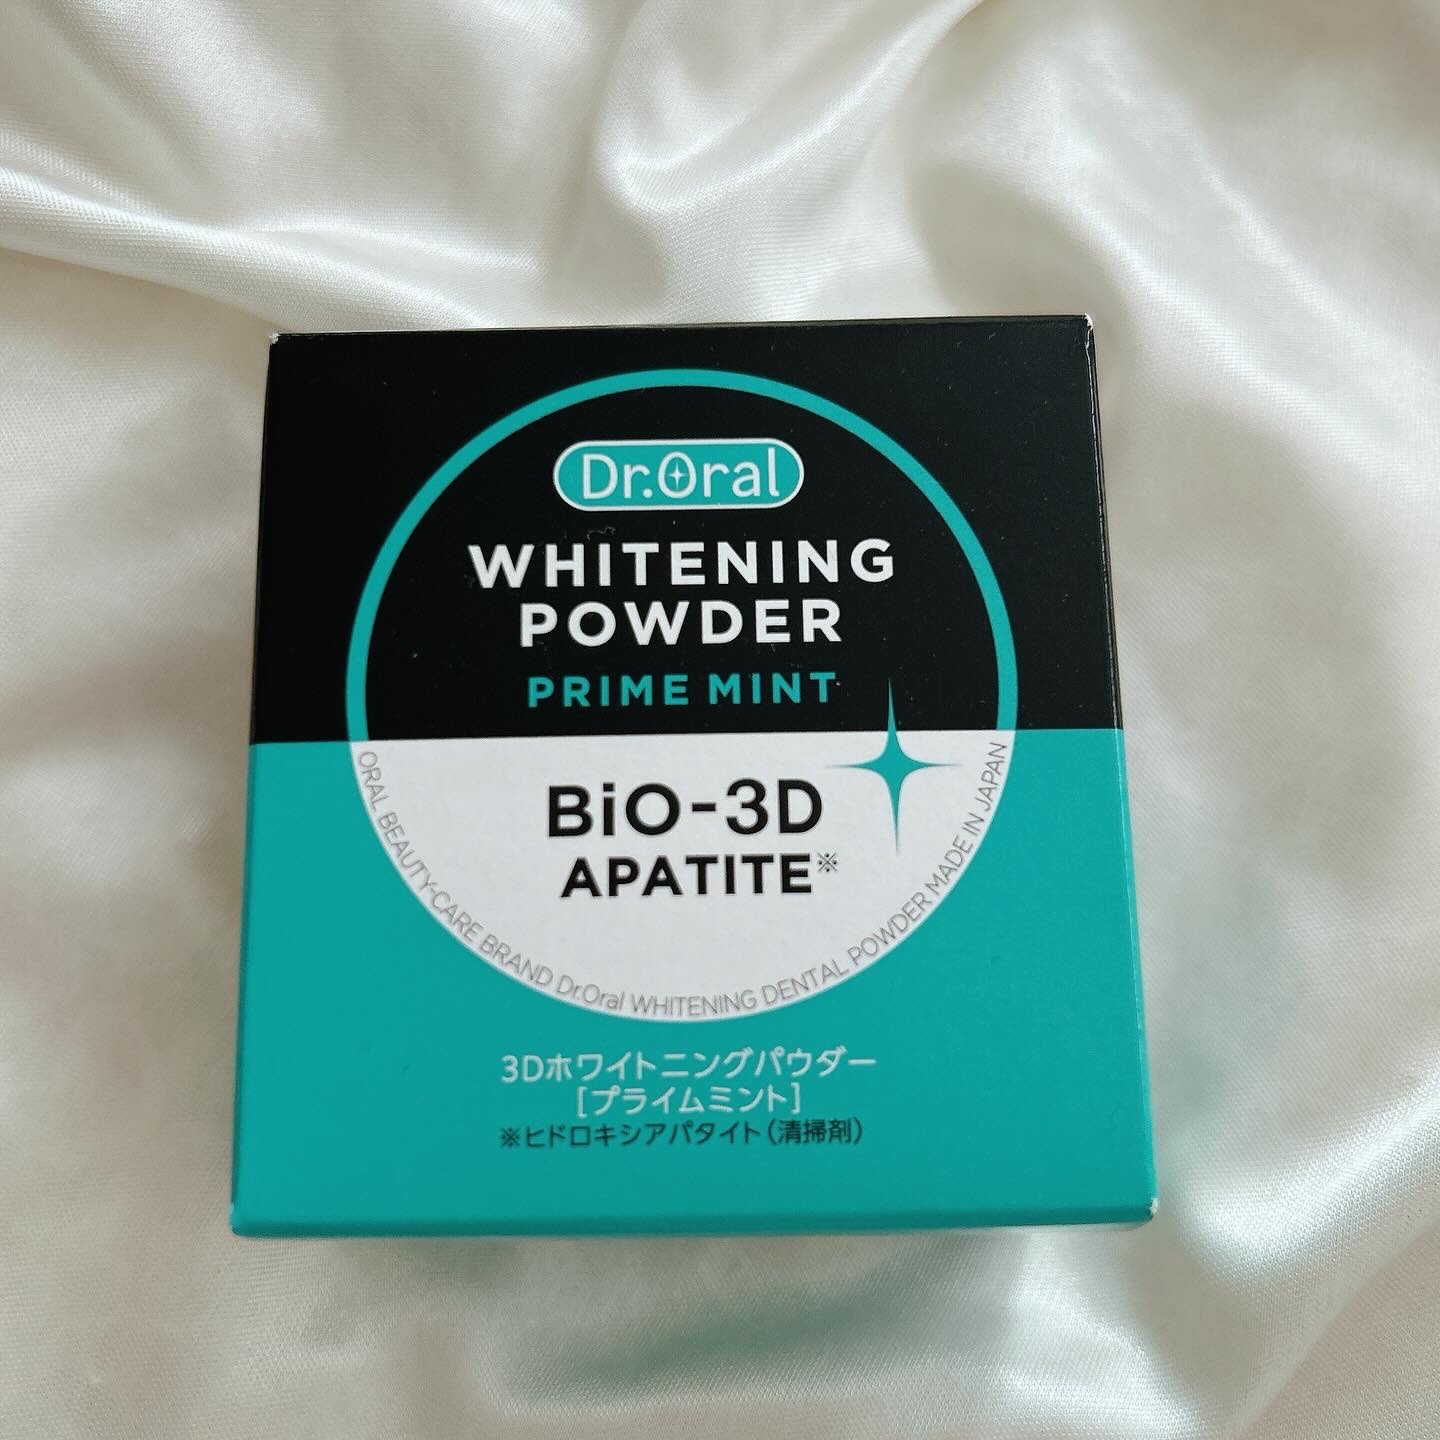 Dr.Oral
WHITENING
POWDER
PRIME MINT
BiO-3D
APATITE※
ORAL BEAUTY-CARE BRAND Dr.Oral WHITENING DENTAL POWDER MADE IN JAPAN
3Dホワイトニングパウダー
[プライムミント]
※ヒドロキシアパタイト（清掃剤）